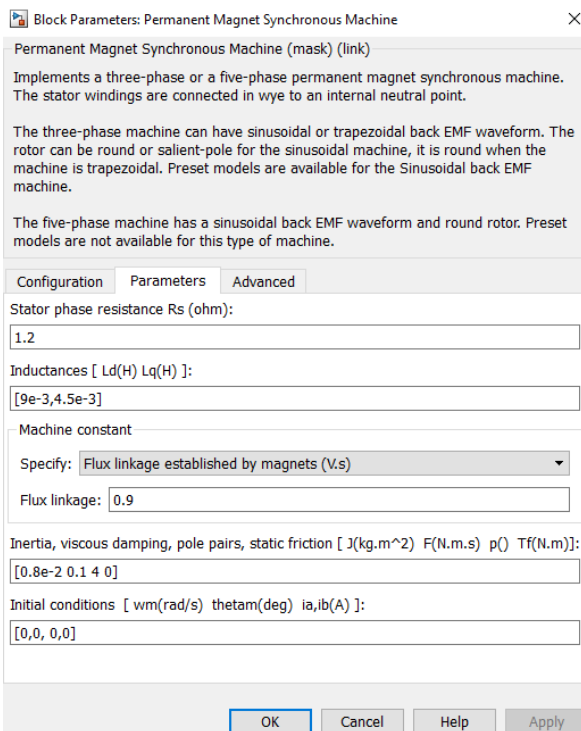 Block Parameters: Permanent Magnet Synchronous Machine
Permanent Magnet Synchronous Machine (mask) (link)
Implements a three-phase or a five-phase permanent magnet synchronous machine.
The stator windings are connected in wye to an internal neutral point.
The three-phase machine can have sinusoidal or trapezoidal back EMF waveform. The
rotor can be round or salient-pole for the sinusoidal machine, it is round when the
machine is trapezoidal. Preset models are available for the Sinusoidal back EMF
machine.
The five-phase machine has a sinusoidal back EMF waveform and round rotor. Preset
models are not available for this type of machine.
Configuration Parameters Advanced
Stator phase resistance Rs (ohm):
1.2
Inductances [ Ld(H) Lq(H) ]:
[9e-3,4.5e-3]
Machine constant
Specify: Flux linkage established by magnets (V.s)
Flux linkage: 0.9
Inertia, viscous damping, pole pairs, static friction [ J(kg.m^2) F(N.m.s) p() Tf(N.m)]:
[0.8e-2 0.1 4 0]
Initial conditions [ wm(rad/s) thetam(deg) ia,ib(A) ]:
[0,0, 0,0]
OK Cancel Help Apply